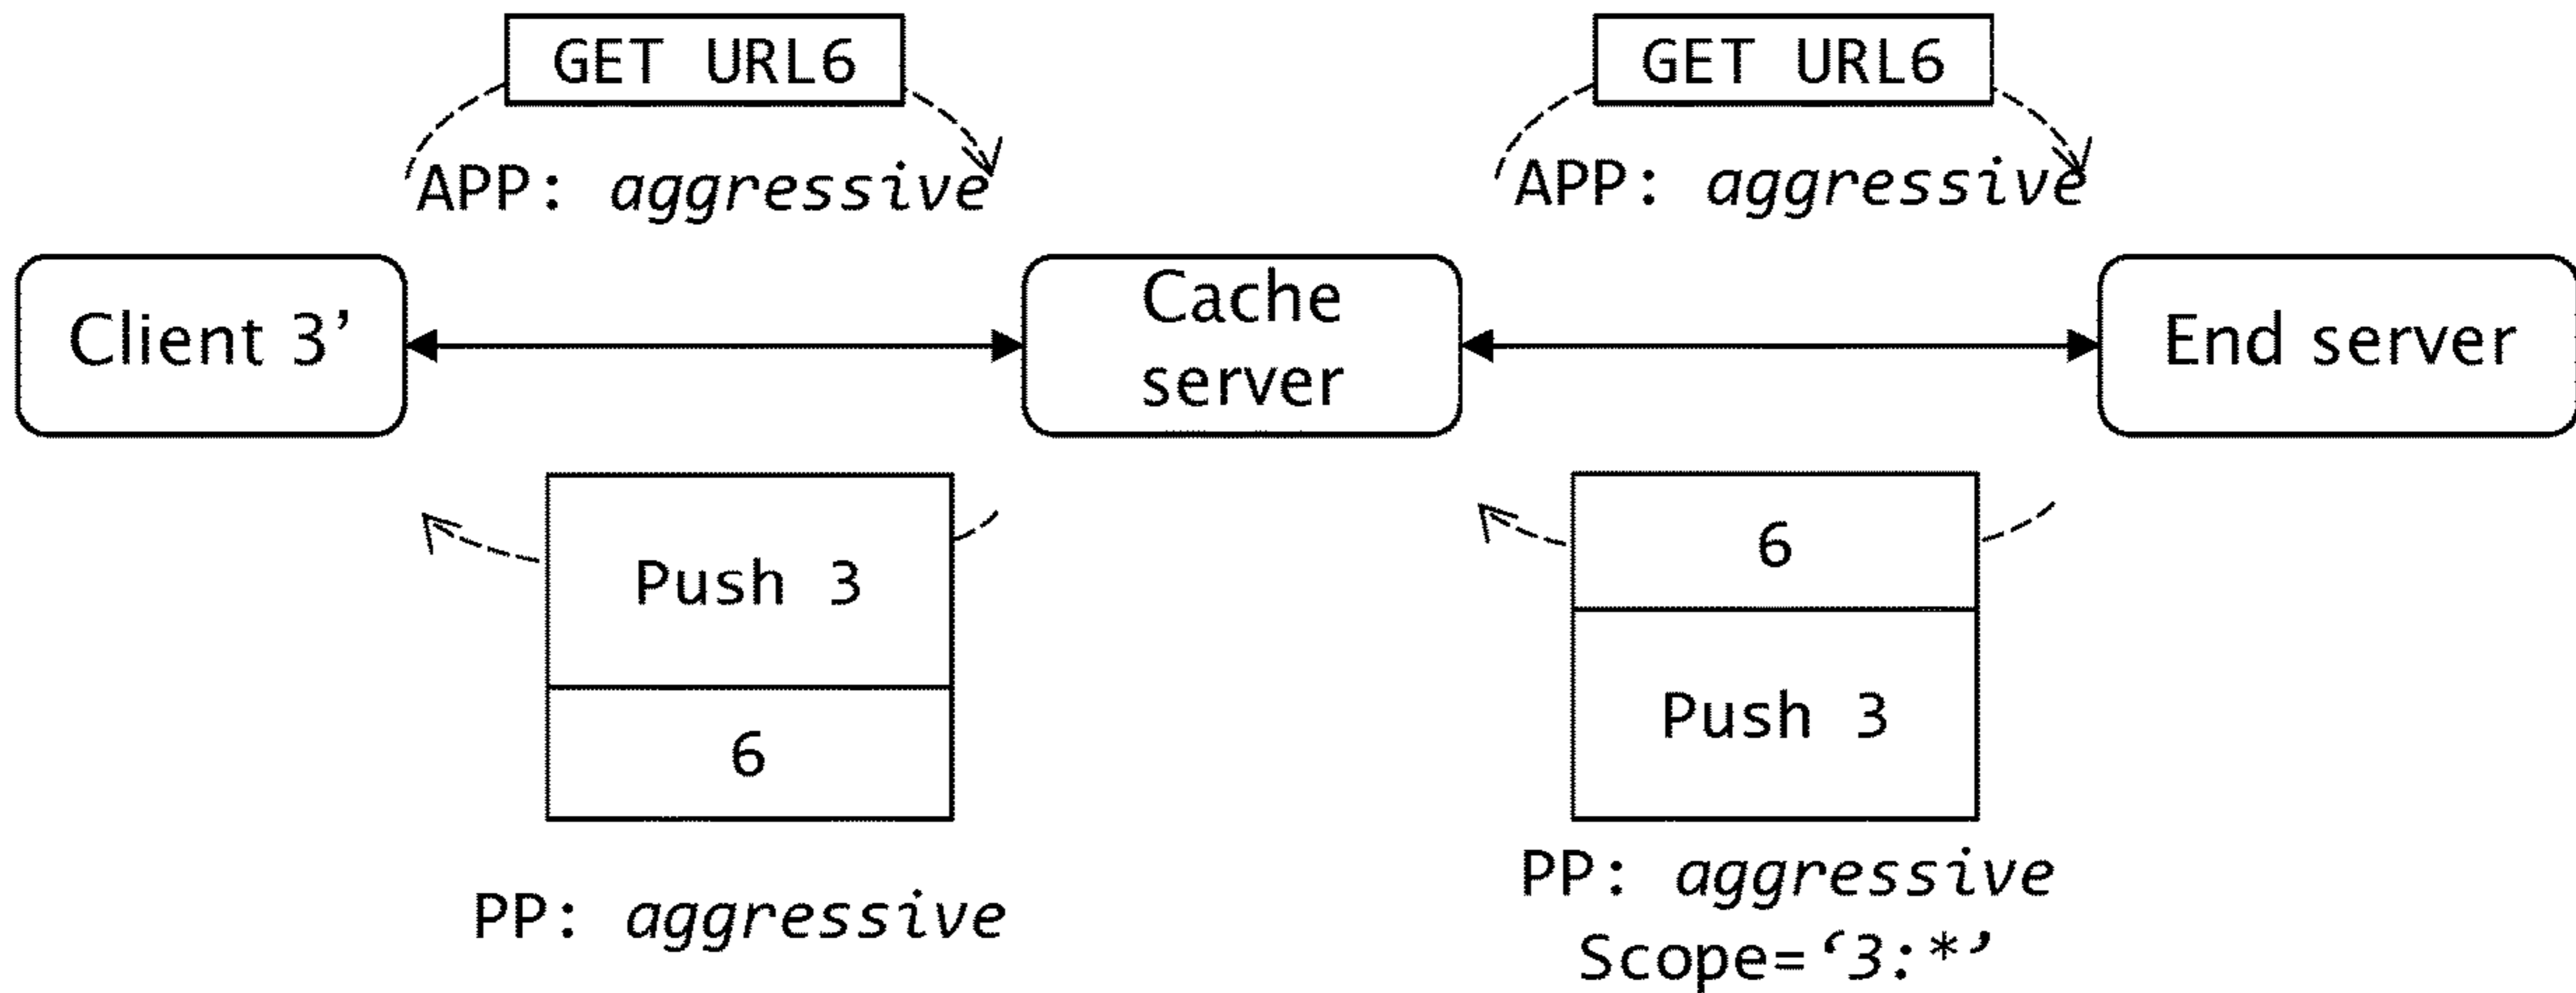 GET URL6
GET URL6
APP: aggressive
APP: aggressive
Client 3’
Cache
server
End server
Push 3
6
6
Push 3
PP: aggressive
PP: aggressive
Scope=‘3:*’